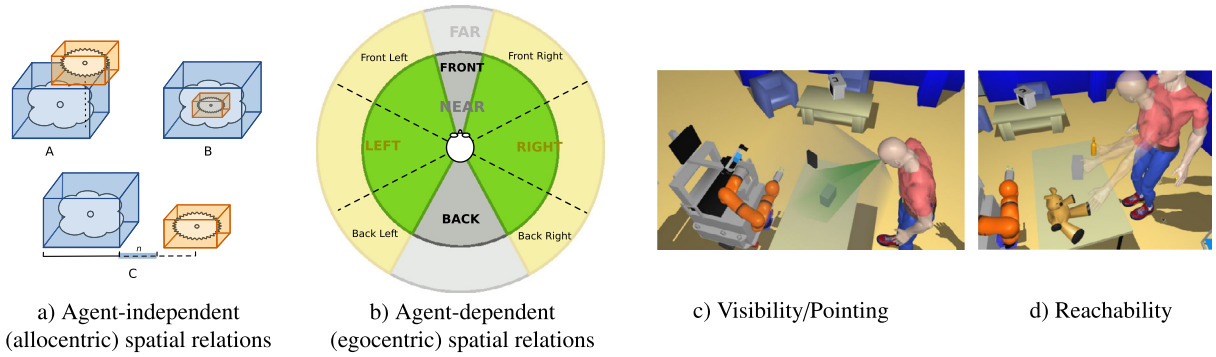 A
B
n
C
FAR
Front Left
Front Right
FRONT
NEAR
LEFT
RIGHT
BACK
Back Left
Back Right
a) Agent-independent
(allocentric) spatial relations
b) Agent-dependent
(egocentric) spatial relations
c) Visibility/Pointing
d) Reachability